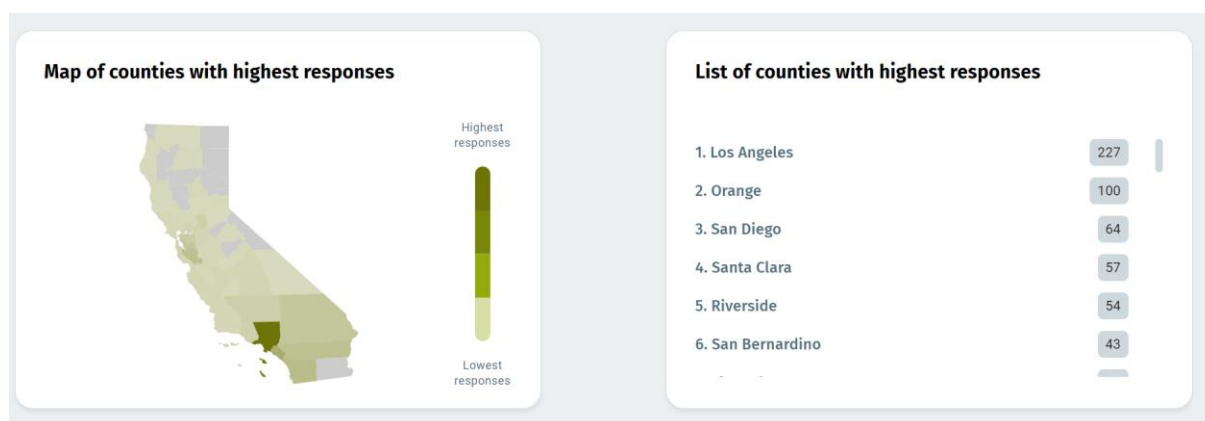 Map of counties with highest responses
Highest
responses
Lowest
responses
List of counties with highest responses
1. Los Angeles 227
2. Orange 100
3. San Diego 64
4. Santa Clara 57
5. Riverside 54
6. San Bernardino 43